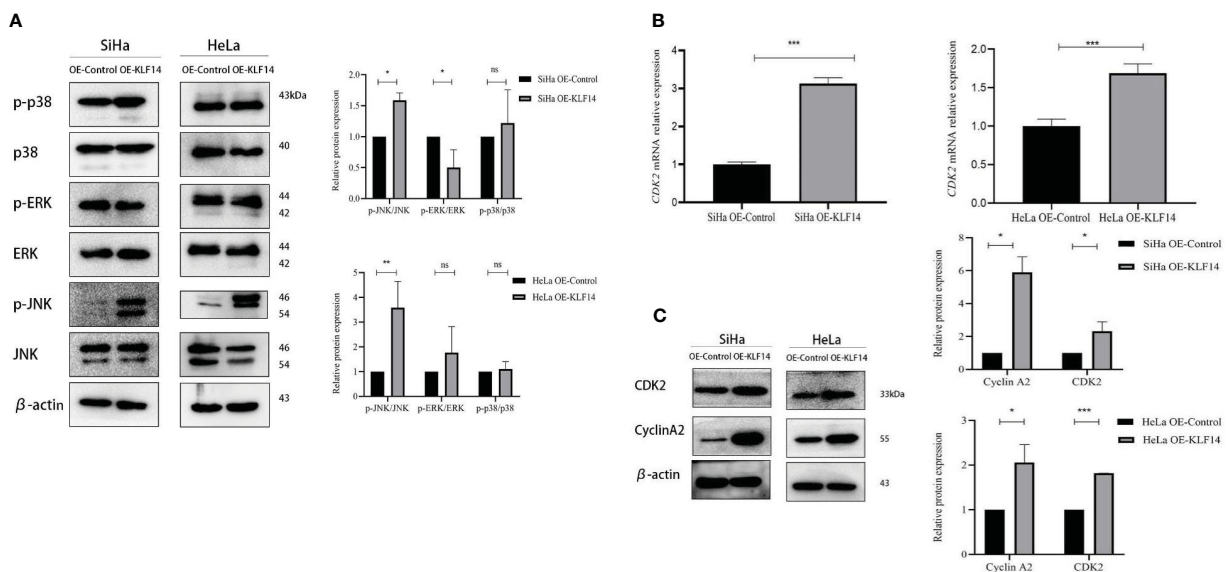 A
SiHa HeLa
OE-Control OE-KLF14 OE-Control OE-KLF14
p-p38 43kDa
p38 40
p-ERK 44
42
ERK 44
42
p-JNK 46
54
JNK 46
54
β-actin 43
Relative protein expression
2.0
1.5
1.0
0.5
0.0
* * ns
p-JNK/JNK p-ERK/ERK p-p38/p38
SiHa OE-Control
SiHa OE-KLF14
Relative protein expression
5
4
3
2
1
0
** ns ns
p-JNK/JNK p-ERK/ERK p-p38/p38
HeLa OE-Control
HeLa OE-KLF14
B
CDK2 mRNA relative expression
4
3
2
1
0
***
SiHa OE-Control SiHa OE-KLF14
CDK2 mRNA relative expression
2.0
1.5
1.0
0.5
0.0
***
HeLa OE-Control HeLa OE-KLF14
C
SiHa HeLa
OE-Control OE-KLF14 OE-Control OE-KLF14
CDK2 33kDa
CyclinA2 55
β-actin 43
Relative protein expression
8
6
4
2
0
* *
Cyclin A2 CDK2
SiHa OE-Control
SiHa OE-KLF14
Relative protein expression
3
2
1
0
* ***
Cyclin A2 CDK2
HeLa OE-Control
HeLa OE-KLF14